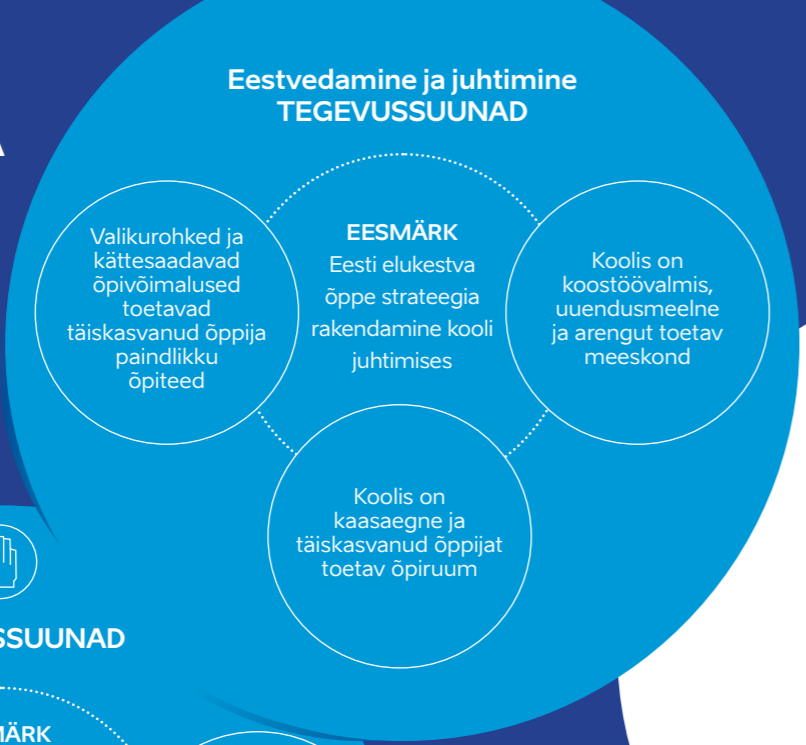 Eestvedamine ja juhtimine
TEGEVUSSUUNAD
Valikurohked ja
kättesaadavad
õpivõimalused
toetavad
täiskasvanud õppija
paindlikku
õpiteed
EESMÄRK
Eesti elukestva
õppe strateegia
rakendamine kooli
juhtimises
Koolis on
koostöövalmis,
uuendusmeelne
ja arengut toetav
meeskond
Koolis on
kaasaegne ja
täiskasvanud õppijat
toetav õpiruum
SSUUNAD
MÄRK